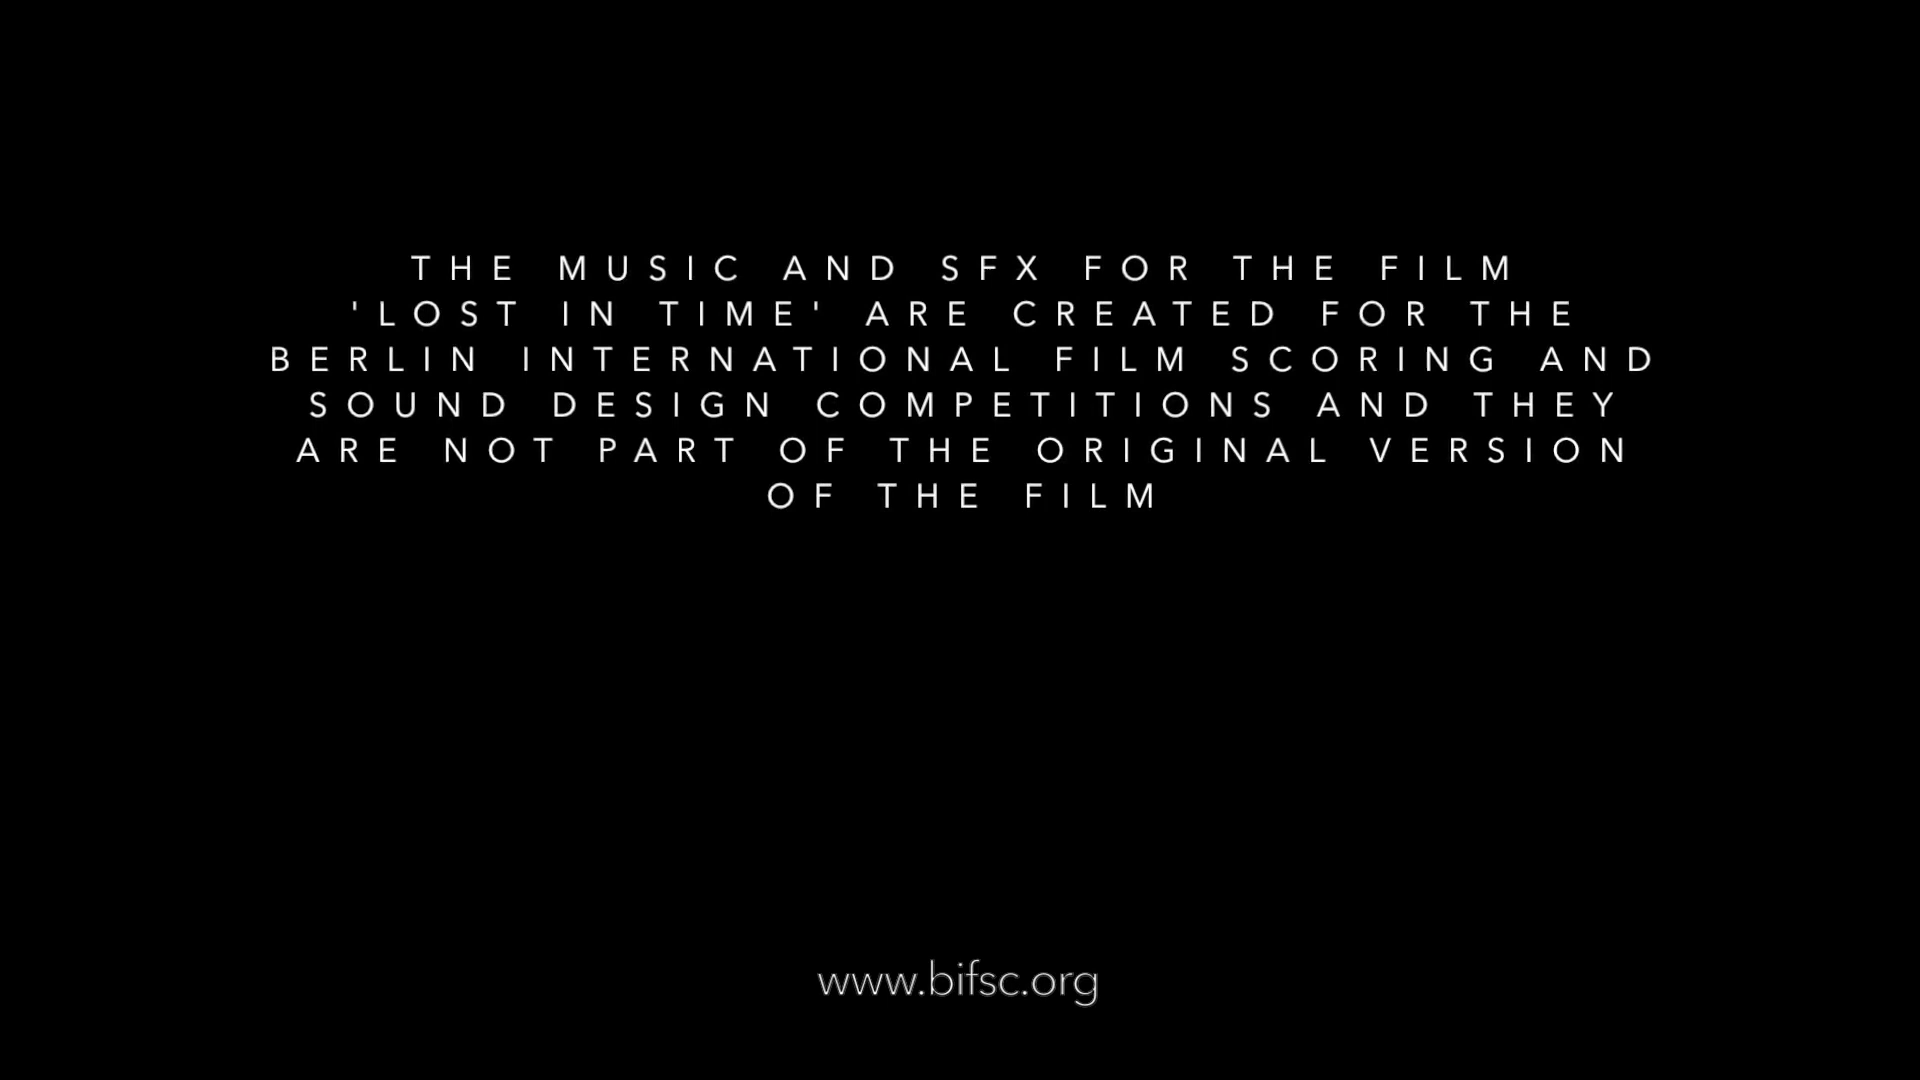 THE MUSIC AND SFX FOR THE FILM
'LOST IN TIME' ARE CREATED FOR THE
BERLIN INTERNATIONAL FILM SCORING AND
SOUND DESIGN COMPETITIONS AND THEY
ARE NOT PART OF THE ORIGINAL VERSION
OF THE FILM
www.bifsc.org